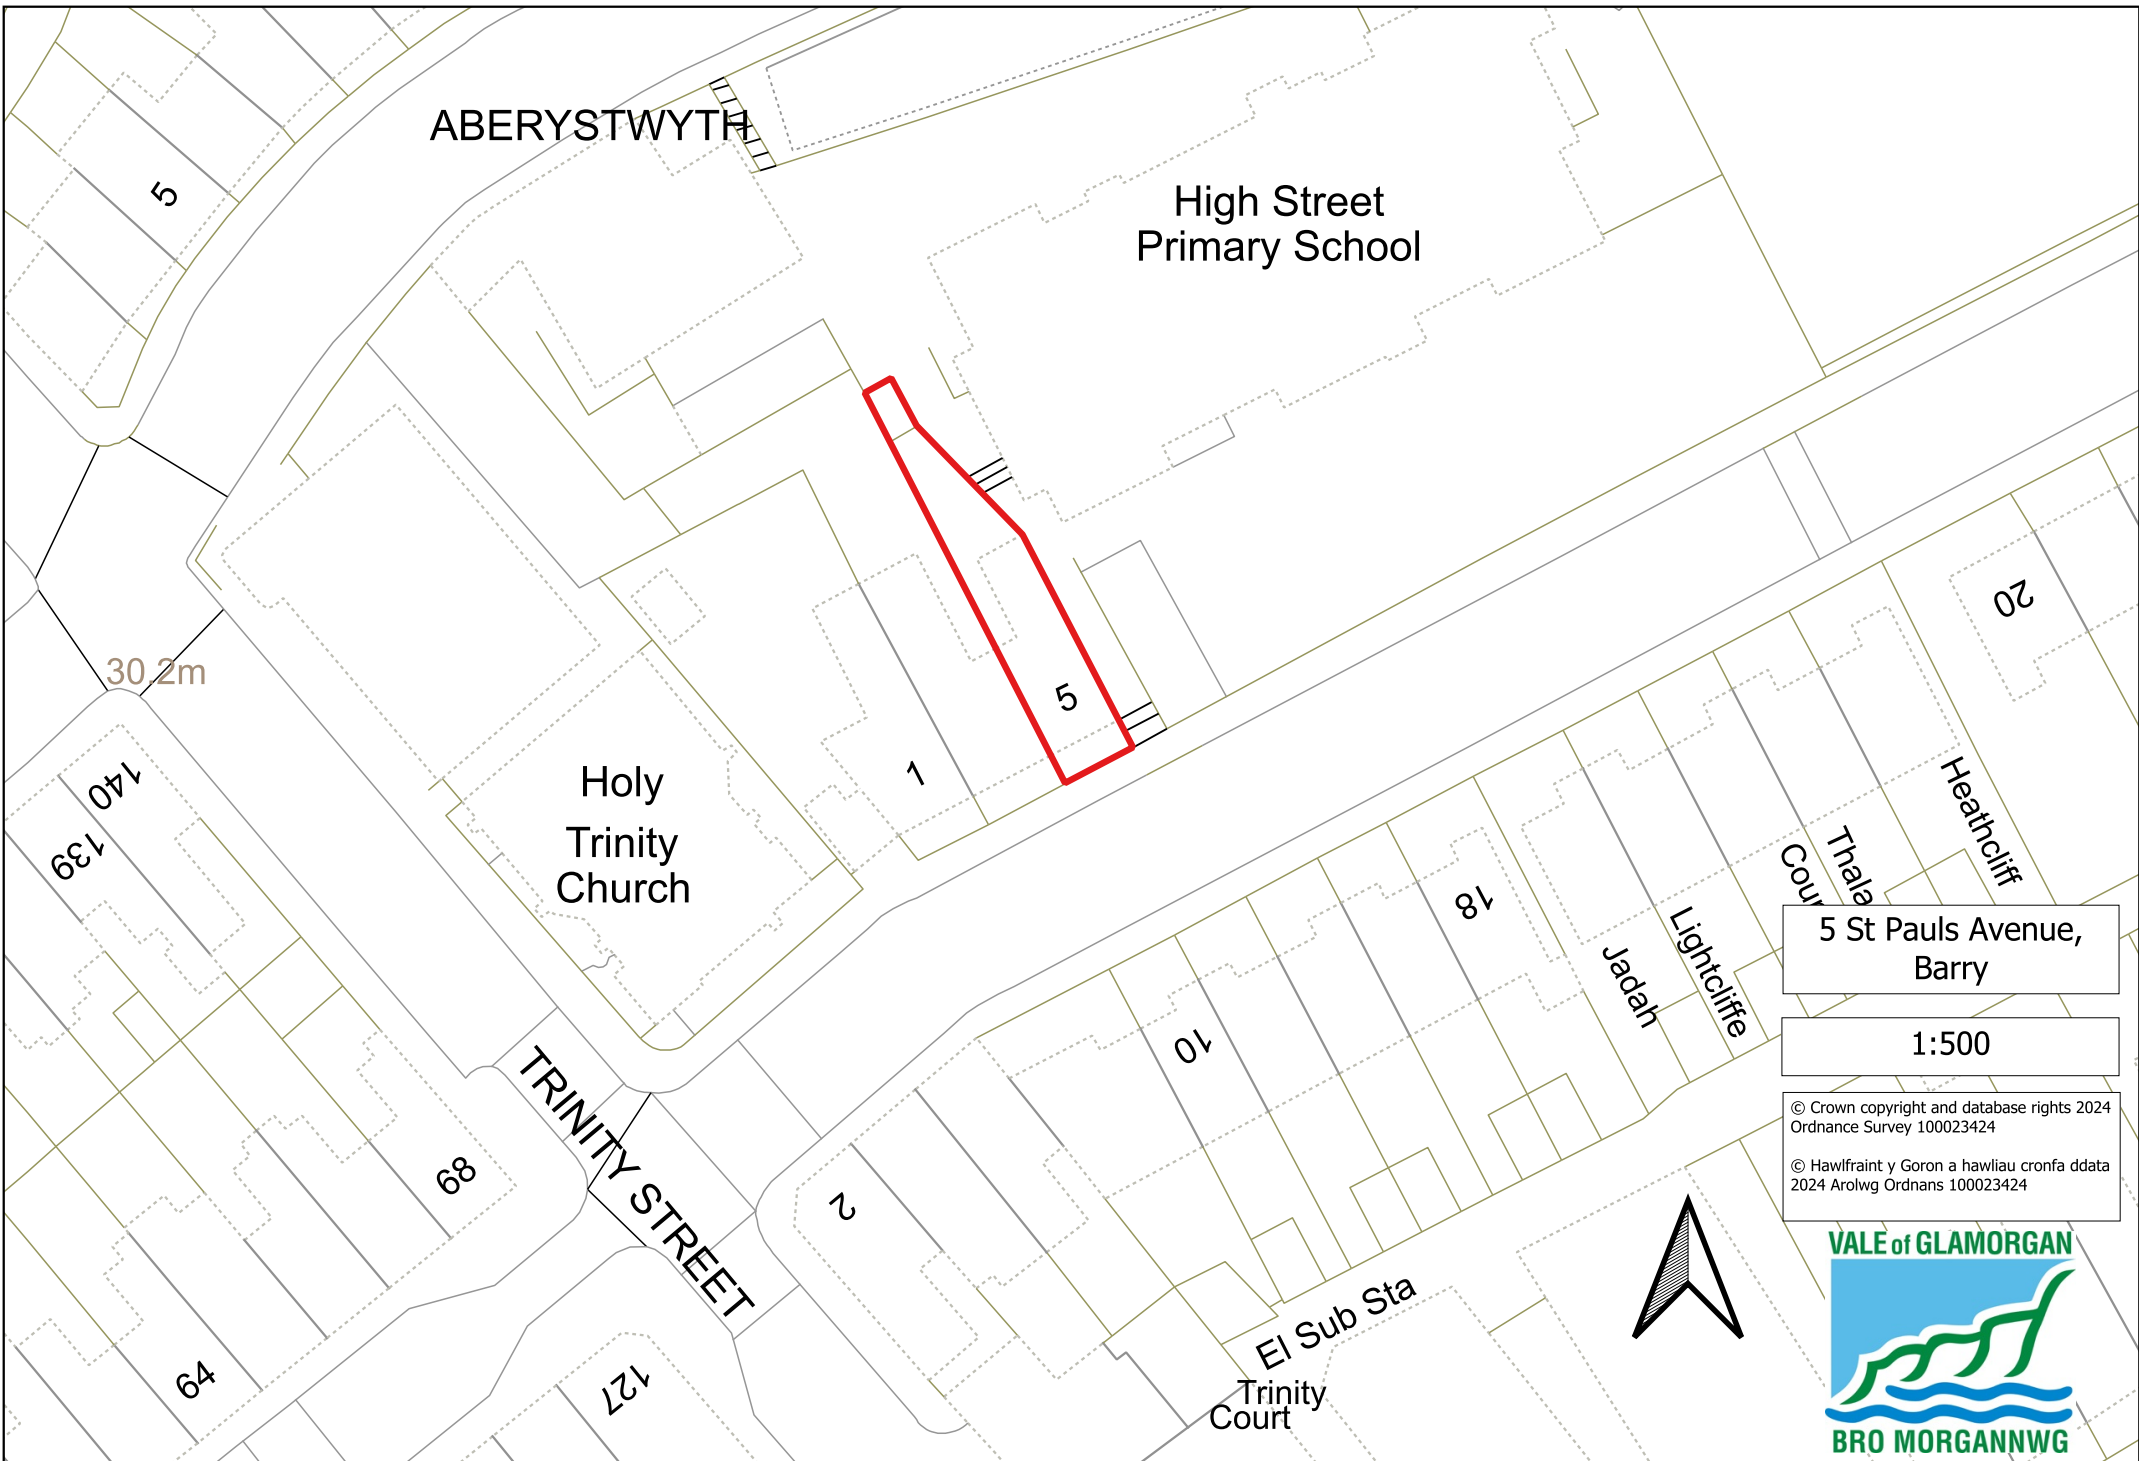 ABERYSTWYTH
5
High Street
Primary School
30.2m
5
1
20
Holy
Trinity
Church
140
139
Heathcliff
Thala
Cour
18
Lightcliffe
Jadah
10
5 St Pauls Avenue,
Barry
1:500
© Crown copyright and database rights 2024
Ordnance Survey 100023424
© Hawlfraint y Goron a hawliau cronfa ddata
2024 Arolwg Ordnans 100023424
TRINITY STREET
68
2
64
127
El Sub Sta
Trinity
Court
VALE of GLAMORGAN
BRO MORGANNWG